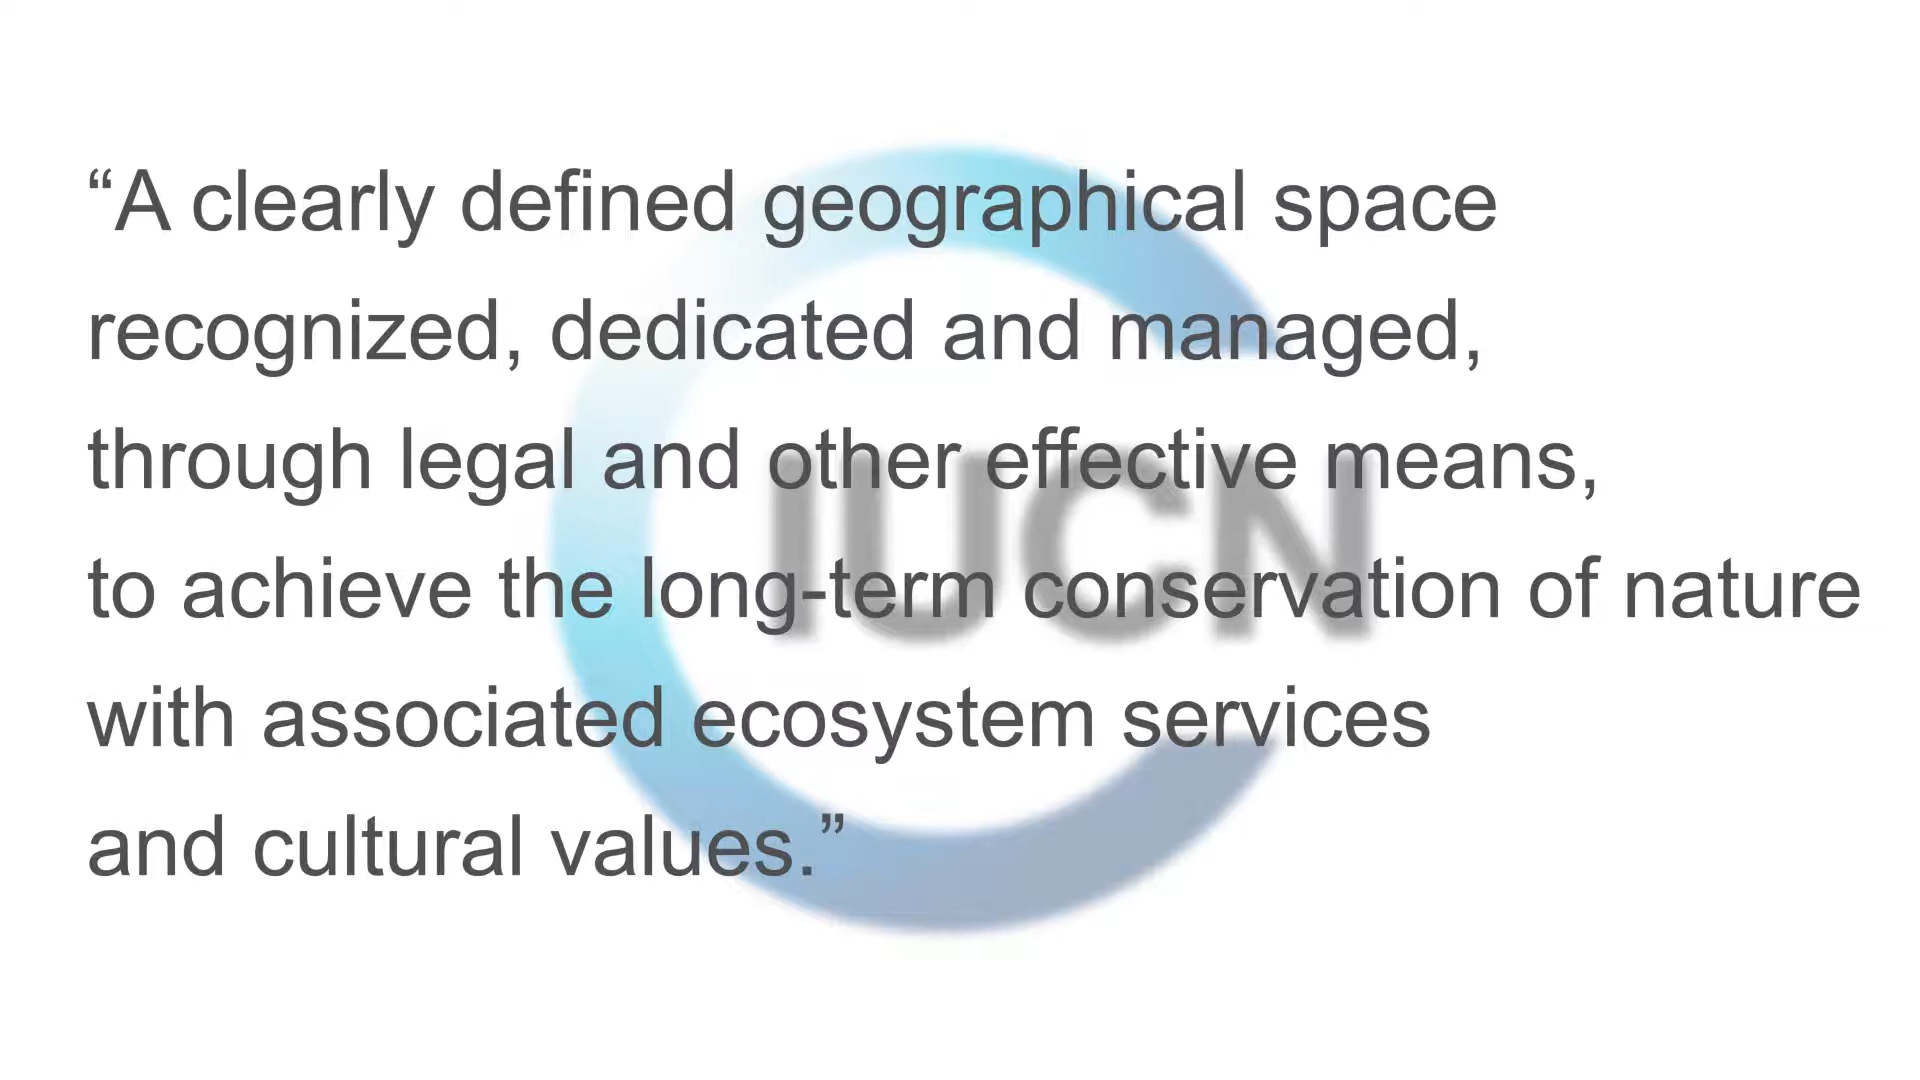 “A clearly defined geographical space
recognized, dedicated and managed,
through legal and other effective means,
to achieve the long-term conservation of nature
with associated ecosystem services
and cultural values.”
IUCN